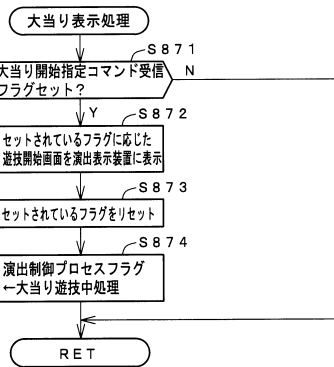 大当り表示処理
S871
大当り開始指定コマンド受信
フラグセット?
N
Y
S872
セットされているフラグに応じた
遊技開始画面を演出表示装置に表示
S873
セットされているフラグをリセット
S874
演出制御プロセスフラグ
←大当り遊技中処理
RET